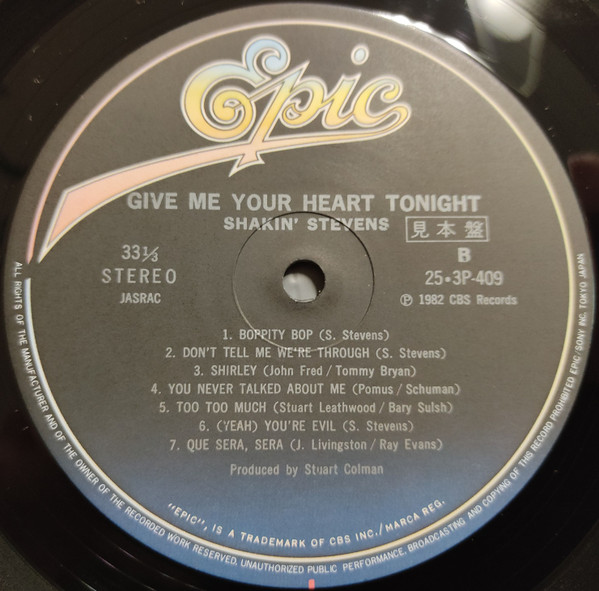 Epic
GIVE ME YOUR HEART TONIGHT
SHAKIN' STEVENS
見本盤
33⅓
STEREO
JASRAC
B
25•3P-409
Ⓟ 1982 CBS Records
1. BOPPITY BOP (S. Stevens)
2. DON'T TELL ME WE'RE THROUGH (S. Stevens)
3. SHIRLEY (John Fred/Tommy Bryan)
4. YOU NEVER TALKED ABOUT ME (Pomus/Schuman)
5. TOO TOO MUCH (Stuart Leathwood/Bary Sulsh)
6. (YEAH) YOU'RE EVIL (S. Stevens)
7. QUE SERA, SERA (J. Livingston/Ray Evans)
Produced by Stuart Colman
"EPIC", IS A TRADEMARK OF CBS INC./MARCA REG.
ALL RIGHTS OF THE MANUFACTURER AND OF THE OWNER OF THE RECORDED WORK RESERVED. UNAUTHORIZED PUBLIC PERFORMANCE, BROADCASTING AND COPYING OF THIS RECORD PROHIBITED EPIC/SONY INC. TOKYO JAPAN